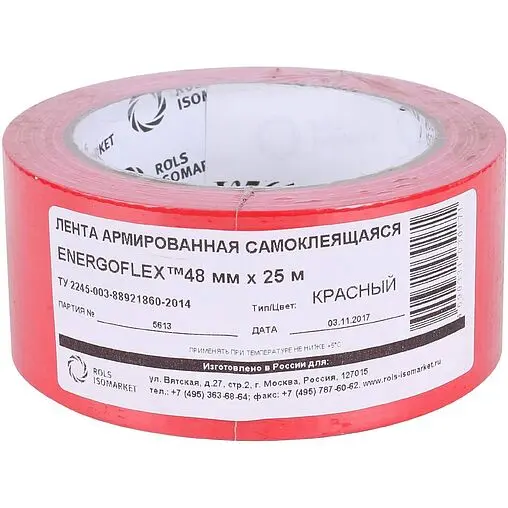 ROLS
ISOMARKET
ROLS
ISOMARKET
ЛЕНТА АРМИРОВАННАЯ САМОКЛЕЯЩАЯСЯ
ENERGOFLEX™48 мм х 25 м
ТУ 2245-003-88921860-2014
Тип/Цвет: КРАСНЫЙ
ПАРТИЯ № 5613 ДАТА 03.11.2017
ПРИМЕНЯТЬ ПРИ ТЕМПЕРАТУРЕ НЕ НИЖЕ +5°С
Изготовлено в России для:
ROLS
ISOMARKET
ул. Вятская, д.27, стр.2, г. Москва, Россия, 127015
тел.: +7 (495) 363-68-64; факс: +7 (495) 787-60-62. www.rols-isomarket.ru